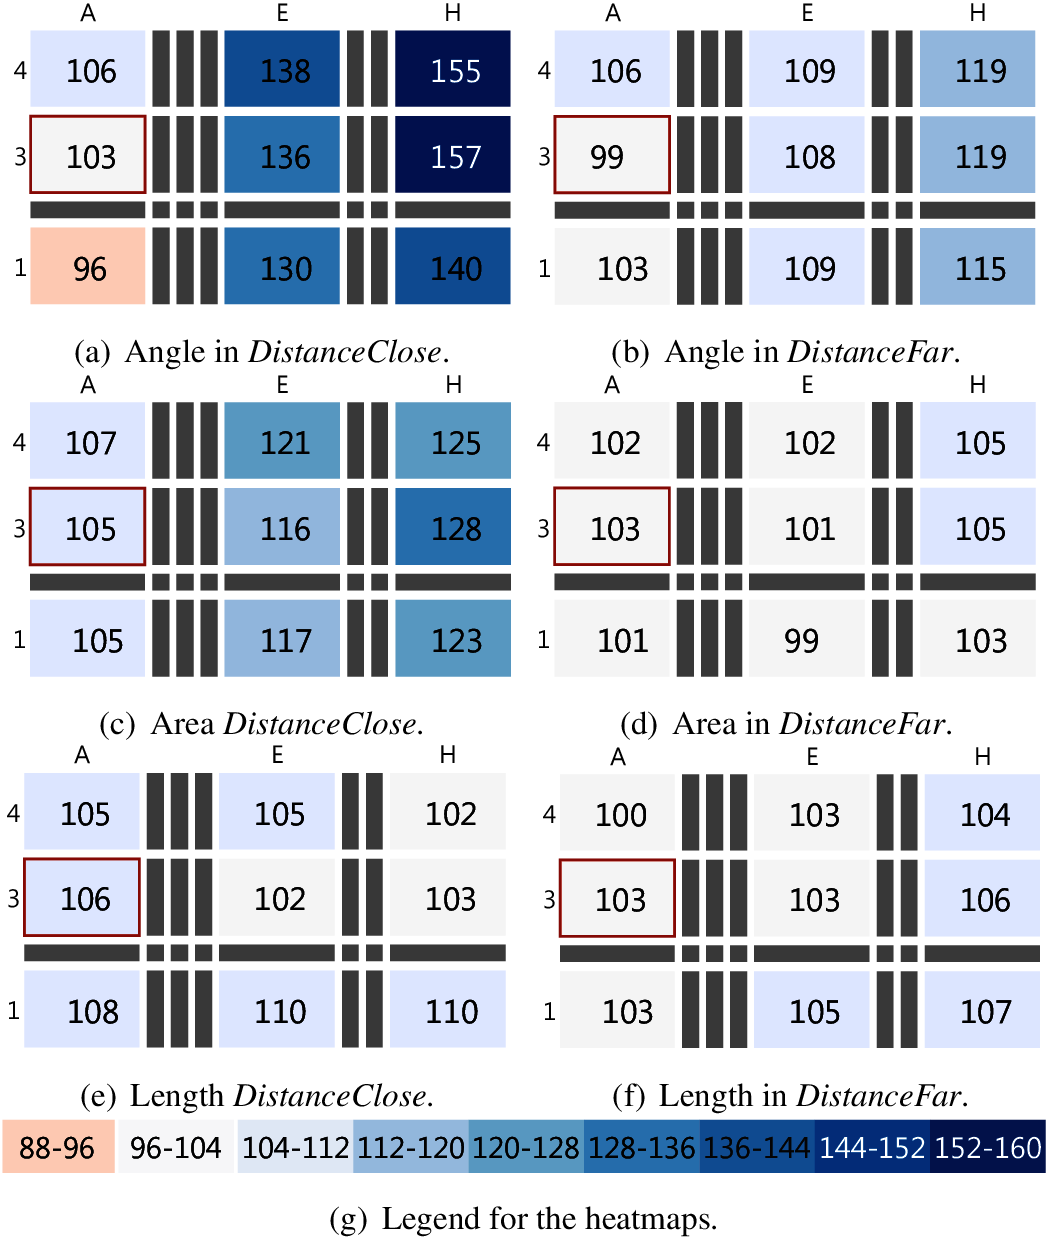 A E H A E H
4 106 138 155 4 106 109 119
3 103 136 157 3 99 108 119
1 96 130 140 1 103 109 115
(a) Angle in DistanceClose. (b) Angle in DistanceFar.
A E H A E H
4 107 121 125 4 102 102 105
3 105 116 128 3 103 101 105
1 105 117 123 1 101 99 103
(c) Area DistanceClose. (d) Area in DistanceFar.
A E H A E H
4 105 105 102 4 100 103 104
3 106 102 103 3 103 103 106
1 108 110 110 1 103 105 107
(e) Length DistanceClose. (f) Length in DistanceFar.
88-96 96-104 104-112 112-120 120-128 128-136 136-144 144-152 152-160
(g) Legend for the heatmaps.